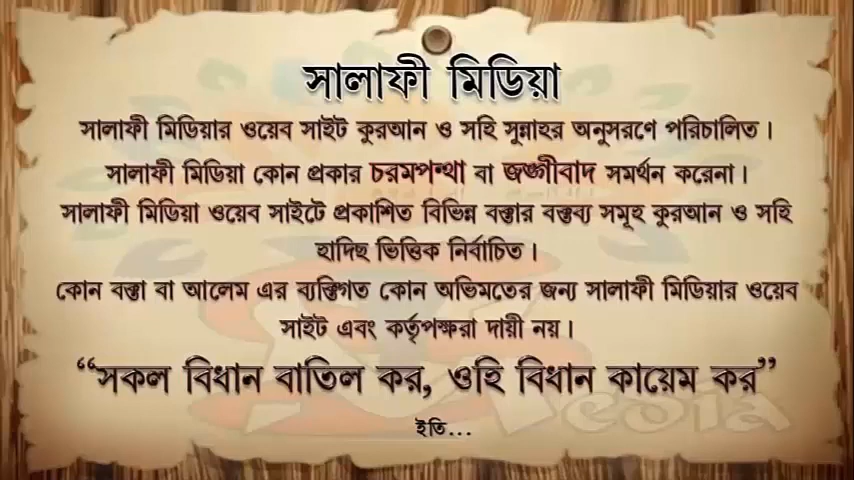 সালাফী মিডিয়া
সালাফী মিডিয়ার ওয়েব সাইট কুরআন ও সহি সুন্নাহর অনুসরণে পরিচালিত।
সালাফী মিডিয়া কোন প্রকার চরমপন্থা বা জঙ্গীবাদ সমর্থন করেনা।
সালাফী মিডিয়া ওয়েব সাইটে প্রকাশিত বিভিন্ন বক্তার বক্তব্য সমূহ কুরআন ও সহি
হাদিছ ভিত্তিক নির্বাচিত।
কোন বক্তা বা আলেম এর ব্যক্তিগত কোন অভিমতের জন্য সালাফী মিডিয়ার ওয়েব
সাইট এবং কর্তৃপক্ষরা দায়ী নয়।
“সকল বিধান বাতিল কর, ওহি বিধান কায়েম কর”
Media
ইতি...